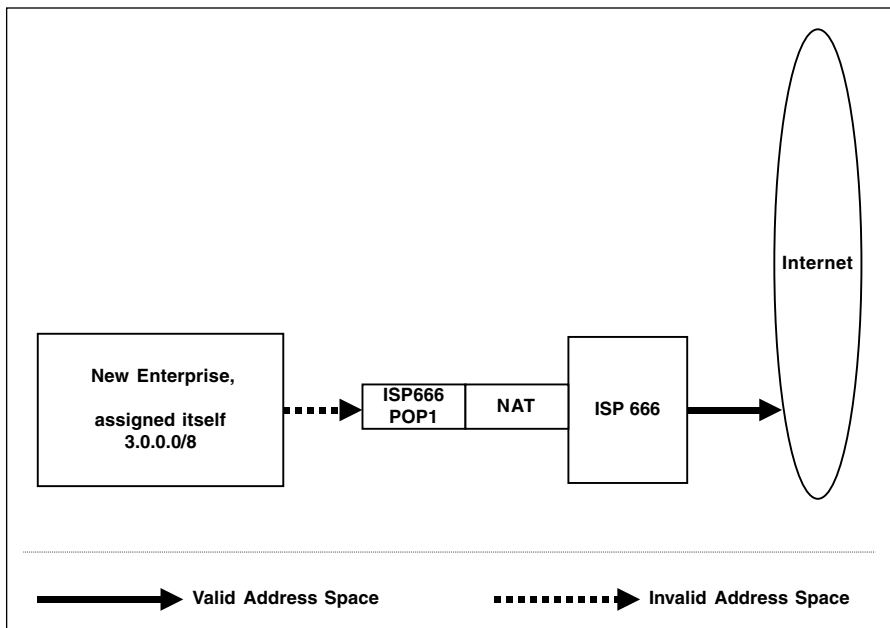 Internet
New Enterprise,
assigned itself
3.0.0.0/8
ISP666
POP1
NAT
ISP 666
Valid Address Space
Invalid Address Space